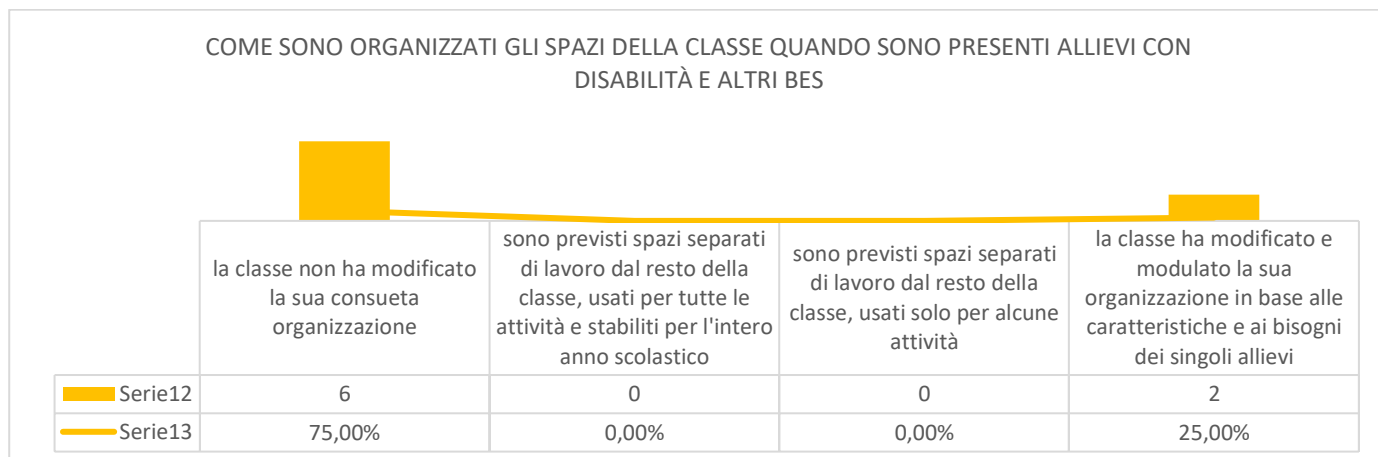 COME SONO ORGANIZZATI GLI SPAZI DELLA CLASSE QUANDO SONO PRESENTI ALLIEVI CON
DISABILITÀ E ALTRI BES
la classe non ha modificato
la sua consueta
organizzazione
sono previsti spazi separati
di lavoro dal resto della
classe, usati per tutte le
attività e stabiliti per l'intero
anno scolastico
sono previsti spazi separati
di lavoro dal resto della
classe, usati solo per alcune
attività
la classe ha modificato e
modulato la sua
organizzazione in base alle
caratteristiche e ai bisogni
dei singoli allievi
Serie12 6 0 0 2
Serie13 75,00% 0,00% 0,00% 25,00%